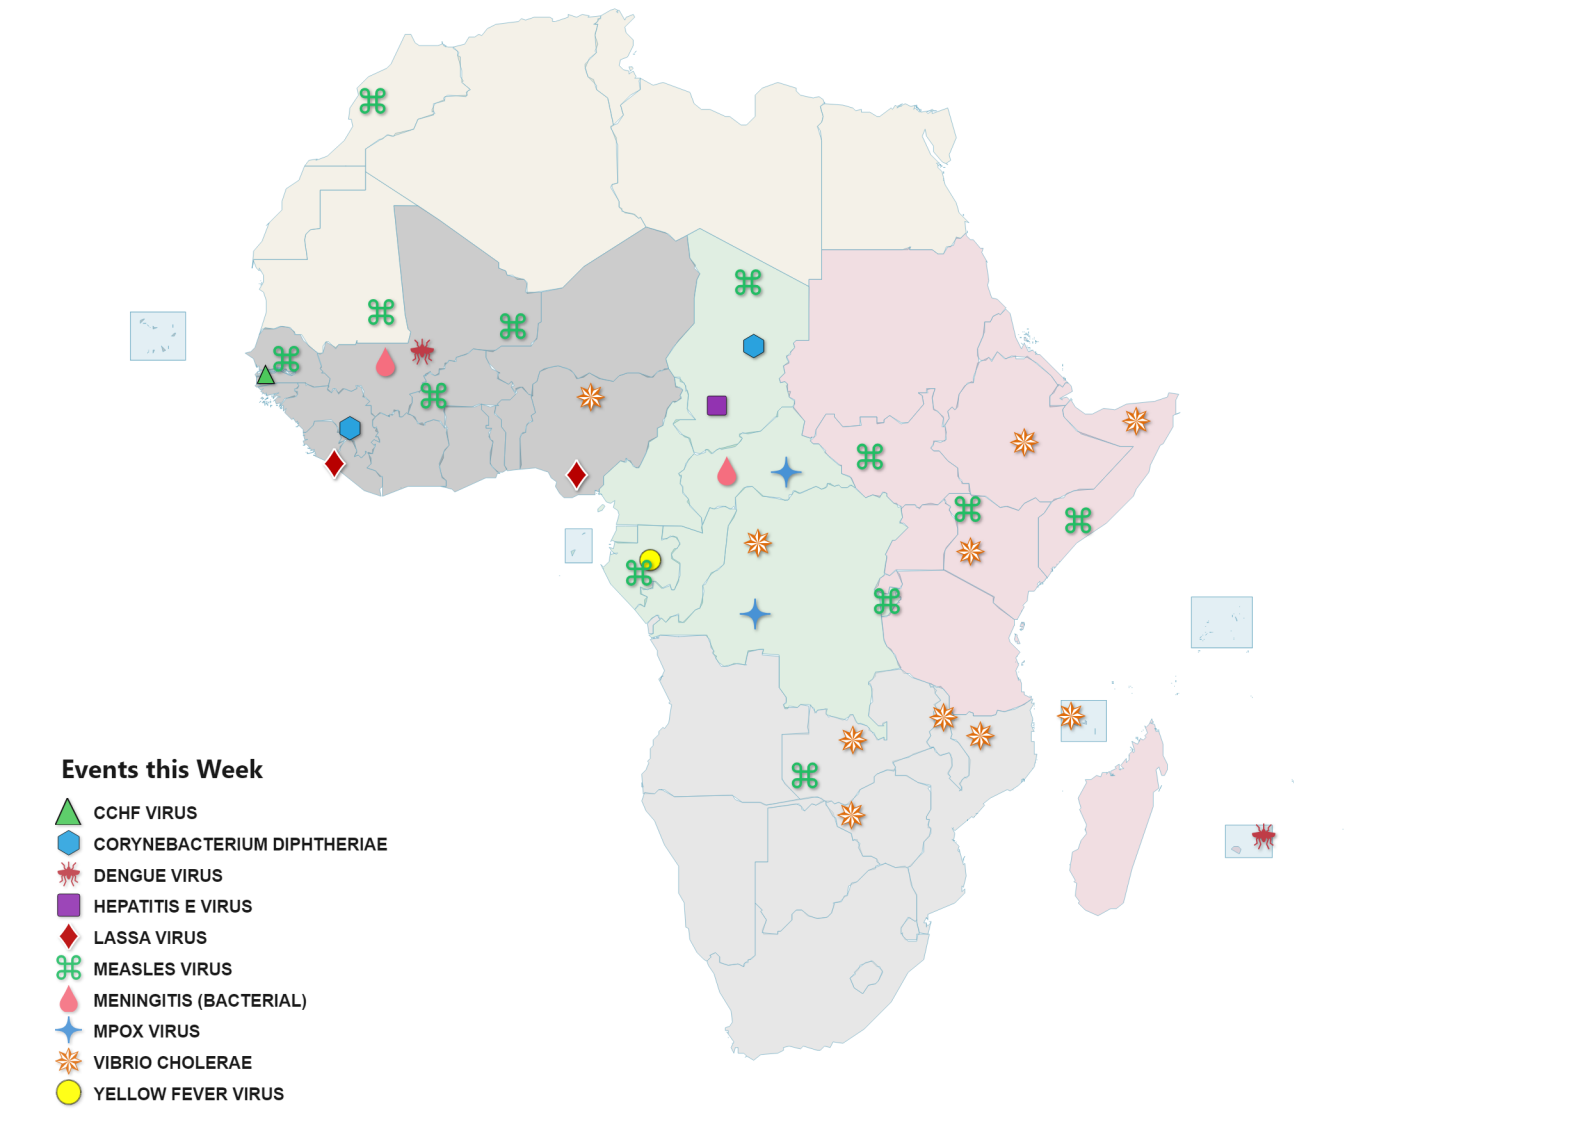 Events this Week
CCHF VIRUS
CORYNEBACTERIUM DIPHTHERIAE
DENGUE VIRUS
HEPATITIS E VIRUS
LASSA VIRUS
MEASLES VIRUS
MENINGITIS (BACTERIAL)
MPOX VIRUS
VIBRIO CHOLERAE
YELLOW FEVER VIRUS